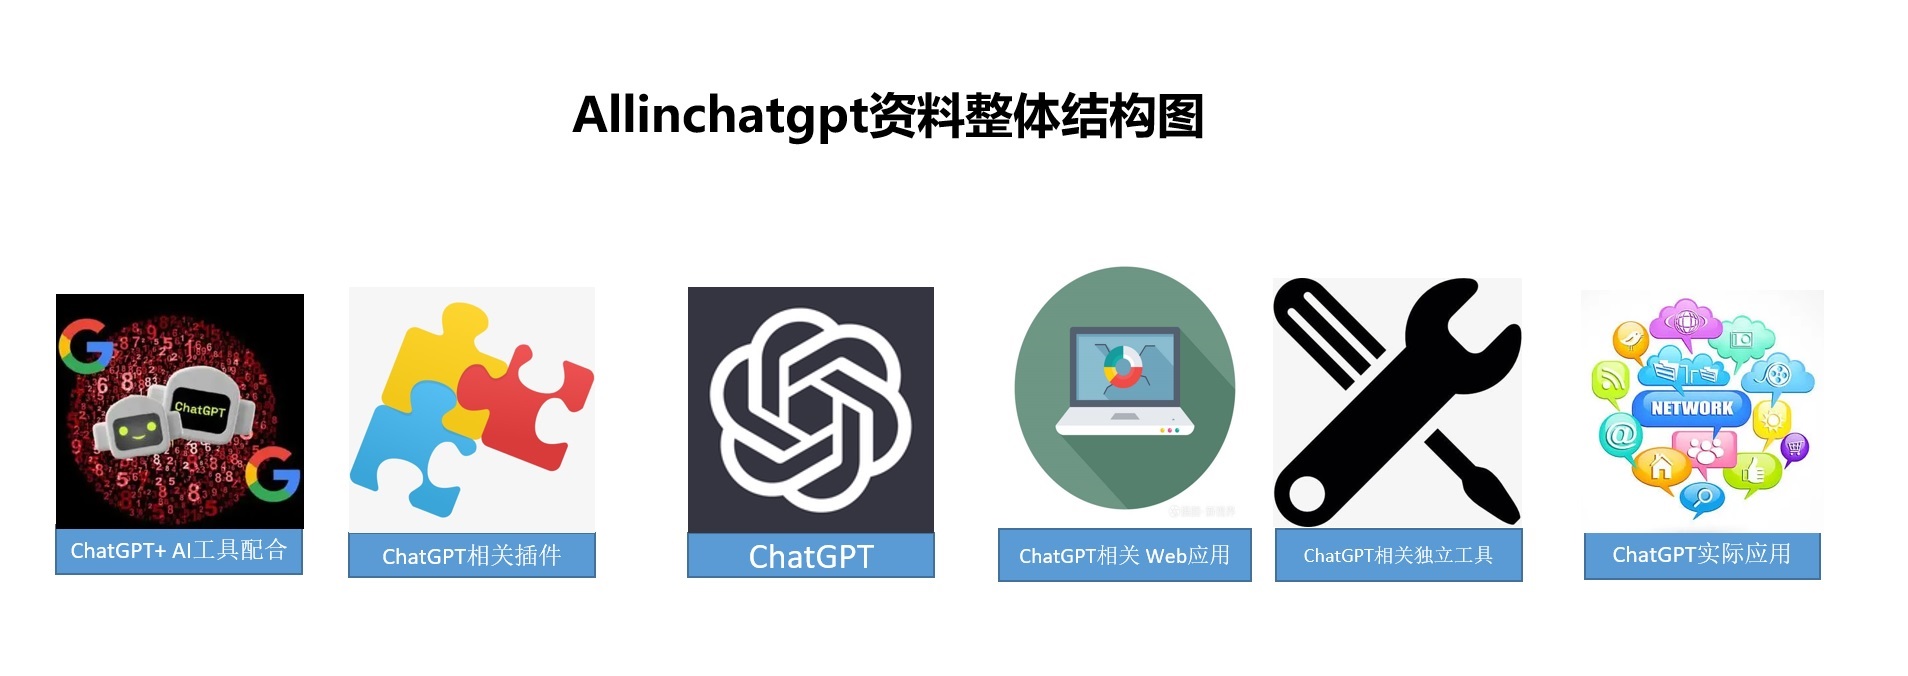 Allinchatgpt资料整体结构图
ChatGPT
NETWORK
ChatGPT+ AI工具配合
ChatGPT相关插件
ChatGPT
ChatGPT相关 Web应用
ChatGPT相关独立工具
ChatGPT实际应用